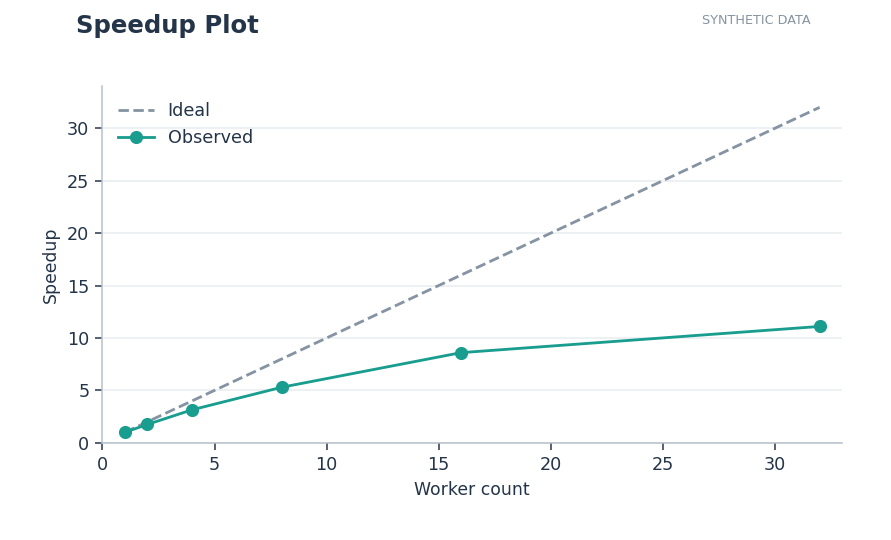 Speedup Plot
SYNTHETIC DATA
Ideal
Observed
30
25
20
15
10
5
0
Speedup
0 5 10 15 20 25 30
Worker count